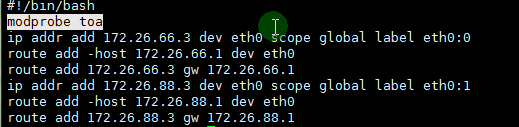 #!/bin/bash
modprobe toa
ip addr add 172.26.66.3 dev eth0 scope global label eth0:0
route add -host 172.26.66.1 dev eth0
route add 172.26.66.3 gw 172.26.66.1
ip addr add 172.26.88.3 dev eth0 scope global label eth0:1
route add -host 172.26.88.1 dev eth0
route add 172.26.88.3 gw 172.26.88.1